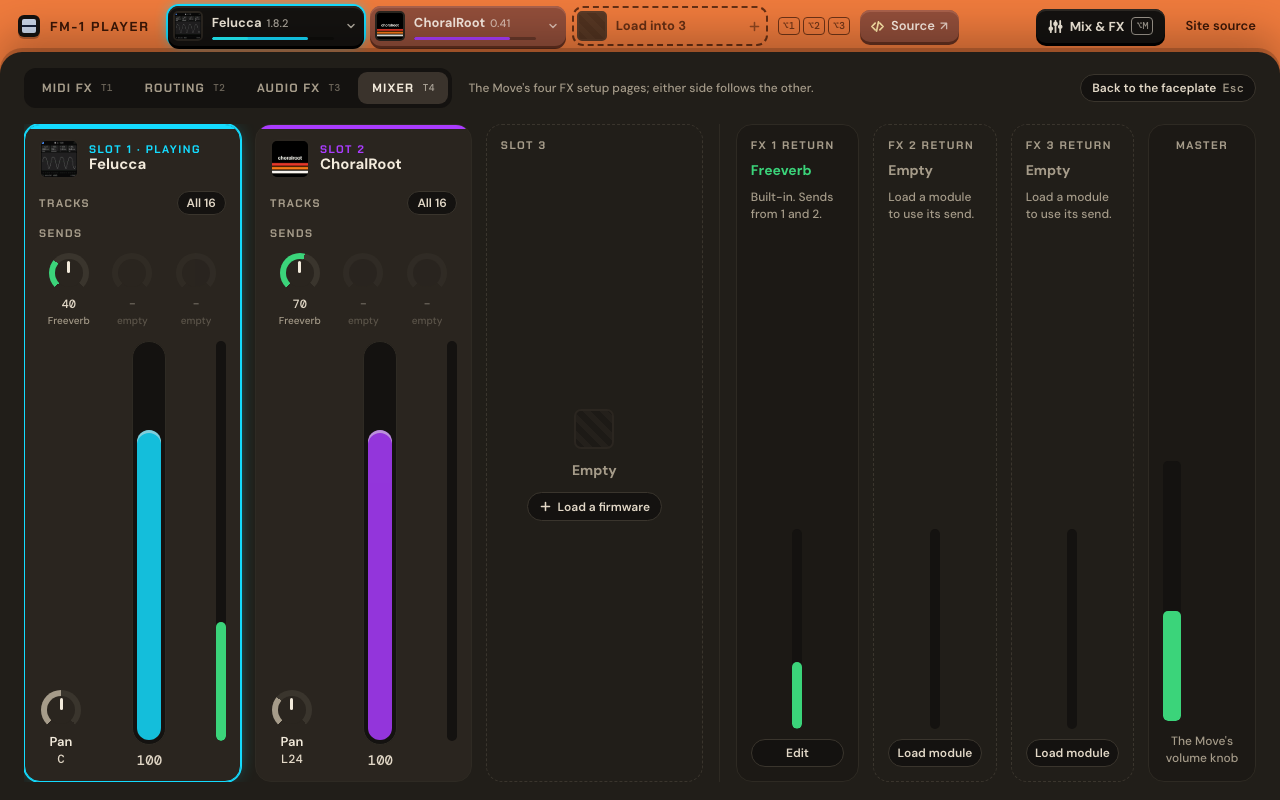 FM-1 PLAYER
Felucca 1.8.2
ChoralRoot 0.41
Load into 3 +
⌥1 ⌥2 ⌥3
Source
Mix & FX ⌥M
Site source
MIDI FX T1
ROUTING T2
AUDIO FX T3
MIXER T4
The Move's four FX setup pages; either side follows the other.
Back to the faceplate Esc
SLOT 1 · PLAYING
Felucca
TRACKS All 16
SENDS
40 – –
Freeverb empty empty
Pan
C
100
choralroot
SLOT 2
ChoralRoot
TRACKS All 16
SENDS
70 – –
Freeverb empty empty
Pan
L24
100
SLOT 3
Empty
+ Load a firmware
FX 1 RETURN
Freeverb
Built-in. Sends
from 1 and 2.
Edit
FX 2 RETURN
Empty
Load a module
to use its send.
Load module
FX 3 RETURN
Empty
Load a module
to use its send.
Load module
MASTER
The Move's
volume knob